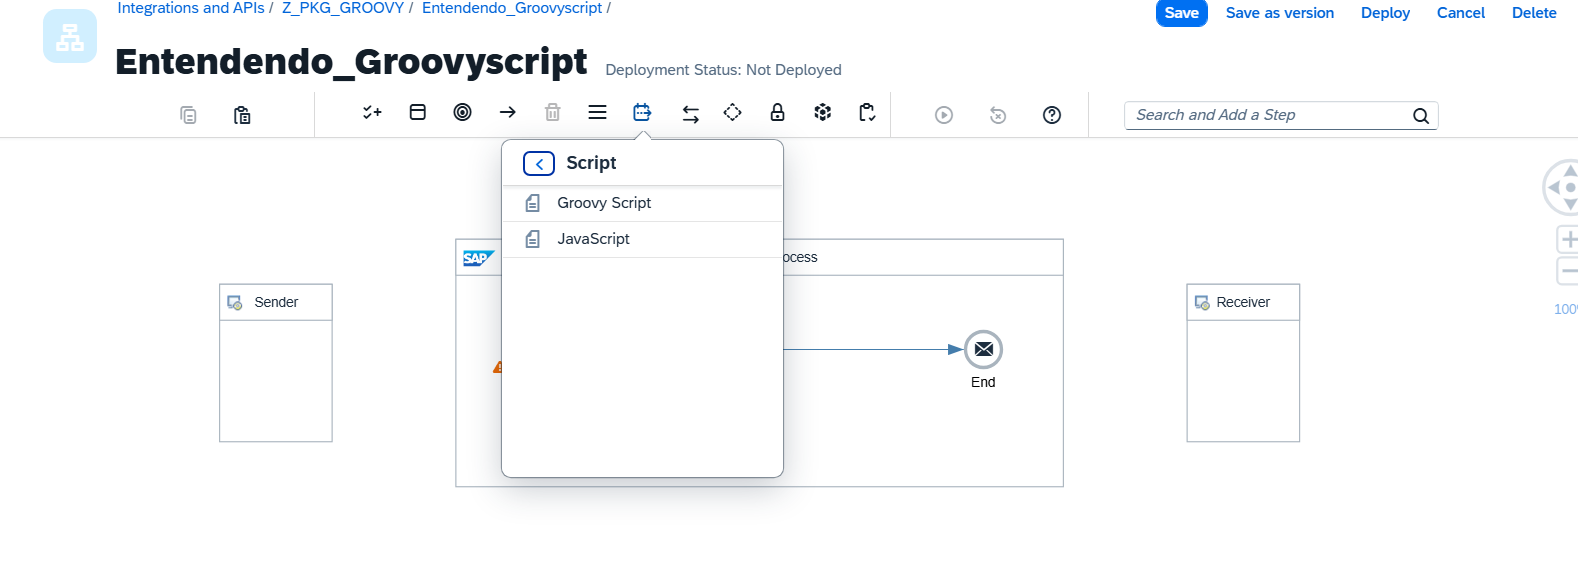 Integrations and APIs / Z_PKG_GROOVY / Entendendo_Groovyscript /
Save Save as version Deploy Cancel Delete
Entendendo_Groovyscript Deployment Status: Not Deployed
Search and Add a Step
Script
Groovy Script
JavaScript
SAP
ocess
Sender
Receiver
End
100%